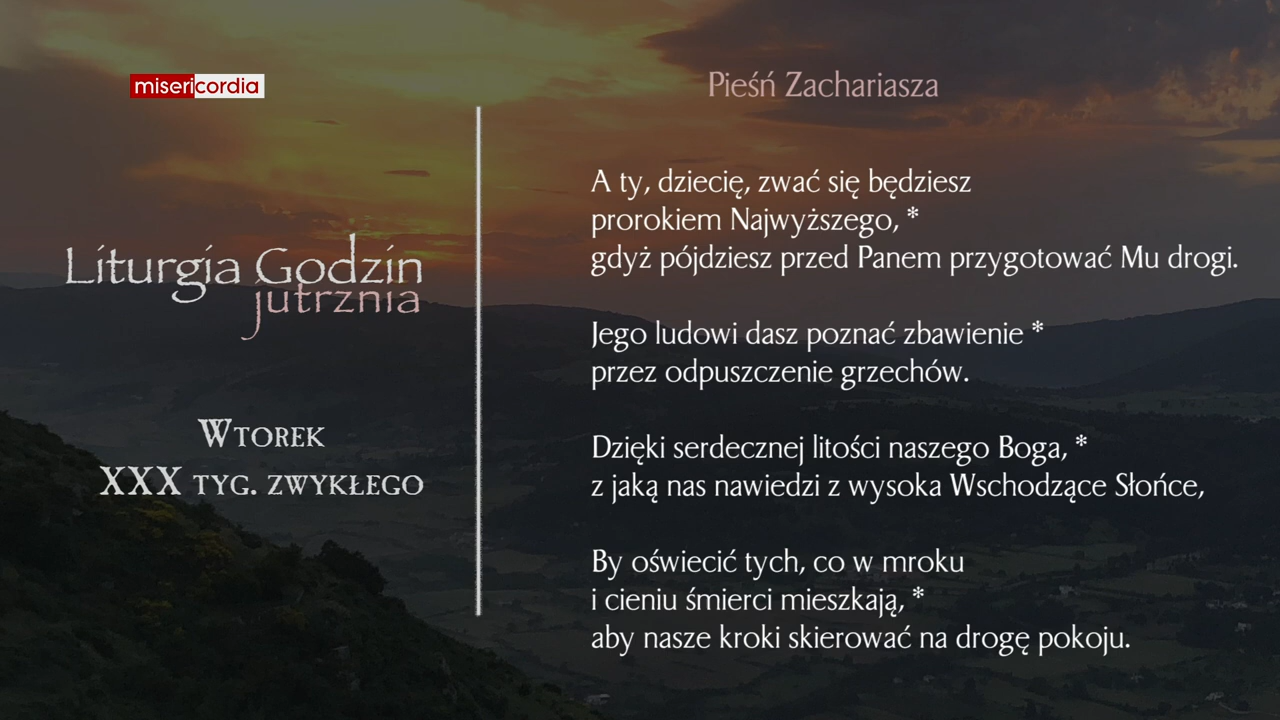 misericordia
Liturgia Godzin
jutrznia
Wtorek
XXX tyg. zwykłego
Pieśń Zachariasza
A ty, dziecię, zwać się będziesz
prorokiem Najwyższego, *
gdyż pójdziesz przed Panem przygotować Mu drogi.
Jego ludowi dasz poznać zbawienie *
przez odpuszczenie grzechów.
Dzięki serdecznej litości naszego Boga, *
z jaką nas nawiedzi z wysoka Wschodzące Słońce,
By oświecić tych, co w mroku
i cieniu śmierci mieszkają, *
aby nasze kroki skierować na drogę pokoju.